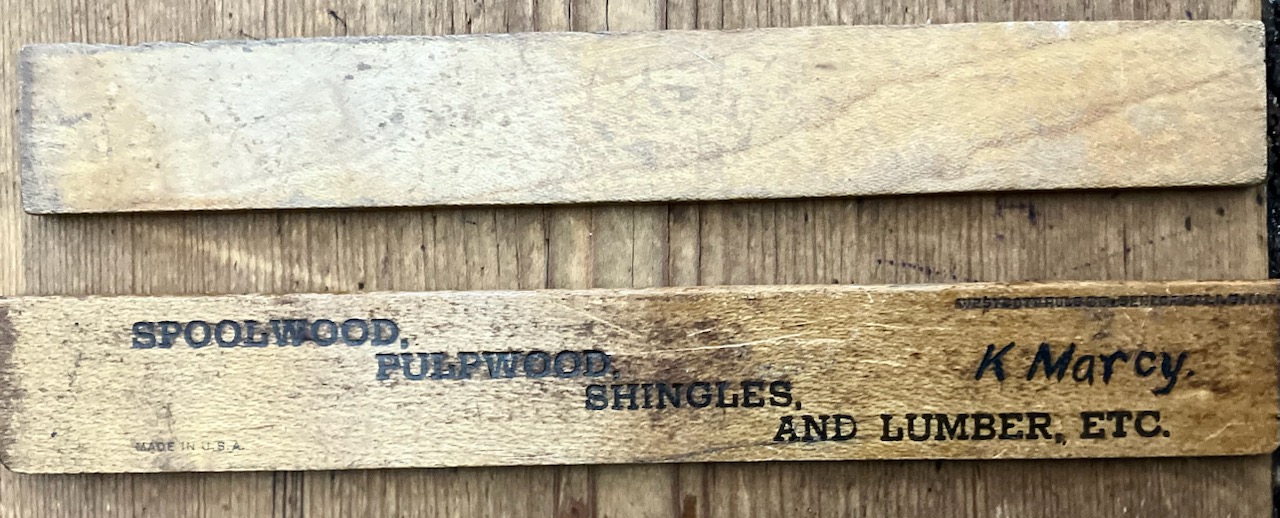 SPOOLWOOD,
PULPWOOD,
K Marcy.
SHINGLES,
AND LUMBER, ETC.
MADE IN U.S.A.